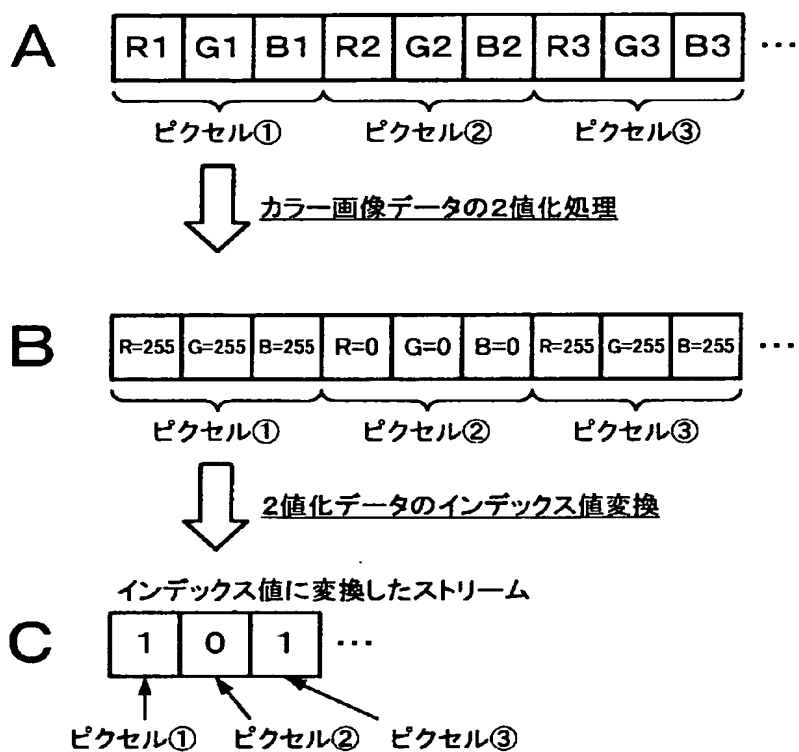 A R1 G1 B1 R2 G2 B2 R3 G3 B3 …
ピクセル① ピクセル② ピクセル③
カラー画像データの2値化処理
B R=255 G=255 B=255 R=0 G=0 B=0 R=255 G=255 B=255 …
ピクセル① ピクセル② ピクセル③
2値化データのインデックス値変換
インデックス値に変換したストリーム
C 1 0 1 …
ピクセル① ピクセル② ピクセル③